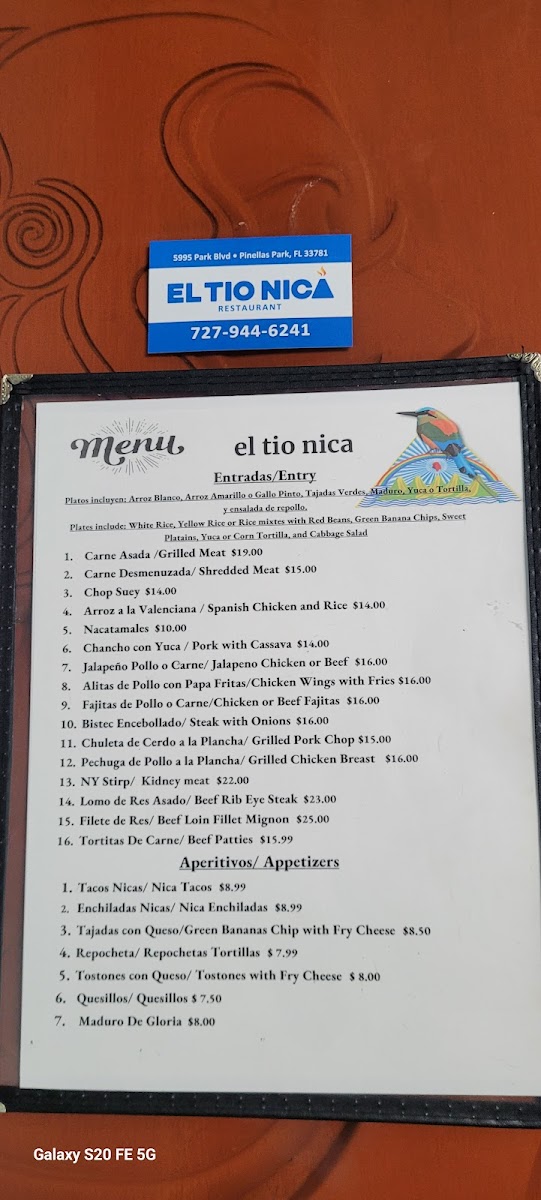 5995 Park Blvd • Pinellas Park, FL 33781
EL TIO NICA
RESTAURANT
727-944-6241
Menu
el tio nica
Entradas/Entry
Platos incluyen: Arroz Blanco, Arroz Amarillo o Gallo Pinto, Tajadas Verdes, Maduro, Yuca o Tortilla,
y ensalada de repollo.
Plates include: White Rice, Yellow Rice or Rice mixtes with Red Beans, Green Banana Chips, Sweet
Platains, Yuca or Corn Tortilla, and Cabbage Salad
1. Carne Asada /Grilled Meat $19.00
2. Carne Desmenuzada/ Shredded Meat $15.00
3. Chop Suey $14.00
4. Arroz a la Valenciana / Spanish Chicken and Rice $14.00
5. Nacatamales $10.00
6. Chancho con Yuca / Pork with Cassava $14.00
7. Jalapeño Pollo o Carne/ Jalapeno Chicken or Beef $16.00
8. Alitas de Pollo con Papa Fritas/Chicken Wings with Fries $16.00
9. Fajitas de Pollo o Carne/Chicken or Beef Fajitas $16.00
10. Bistec Encebollado/ Steak with Onions $16.00
11. Chuleta de Cerdo a la Plancha/ Grilled Pork Chop $15.00
12. Pechuga de Pollo a la Plancha/ Grilled Chicken Breast $16.00
13. NY Stirp/ Kidney meat $22.00
14. Lomo de Res Asado/ Beef Rib Eye Steak $23.00
15. Filete de Res/ Beef Loin Fillet Mignon $25.00
16. Tortitas De Carne/ Beef Patties $15.99
Aperitivos/ Appetizers
1. Tacos Nicas/ Nica Tacos $8.99
2. Enchiladas Nicas/ Nica Enchiladas $8.99
3. Tajadas con Queso/Green Bananas Chip with Fry Cheese $8.50
4. Repocheta/ Repochetas Tortillas $ 7.99
5. Tostones con Queso/ Tostones with Fry Cheese $ 8.00
6. Quesillos/ Quesillos $ 7.50
7. Maduro De Gloria $8.00
Galaxy S20 FE 5G